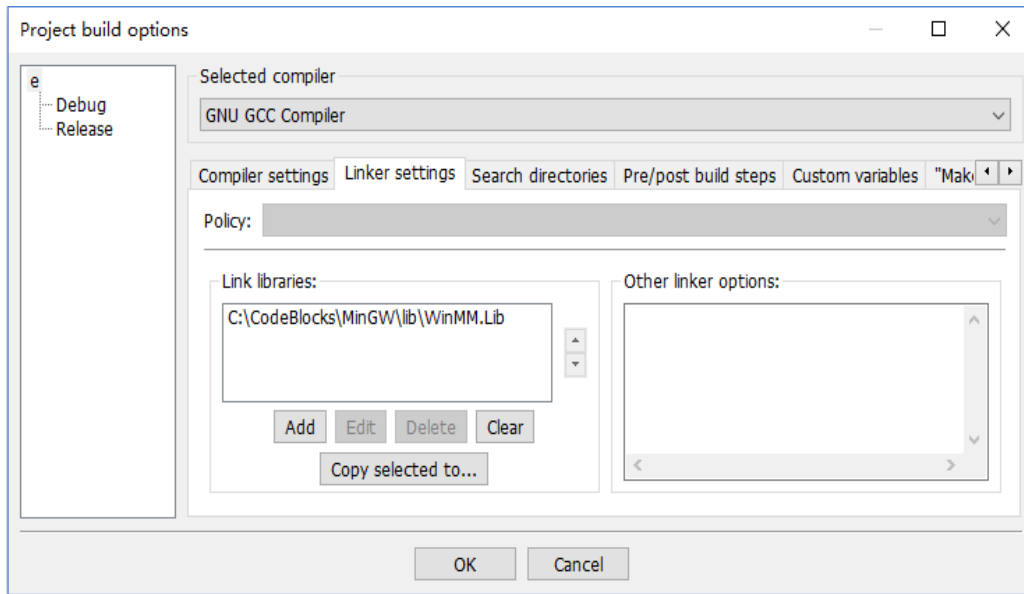 Project build options
e
Debug
Release
Selected compiler
GNU GCC Compiler
Compiler settings Linker settings Search directories Pre/post build steps Custom variables "Mak
Policy:
Link libraries:
C:\CodeBlocks\MinGW\lib\WinMM.Lib
Add Edit Delete Clear
Copy selected to...
Other linker options:
OK Cancel